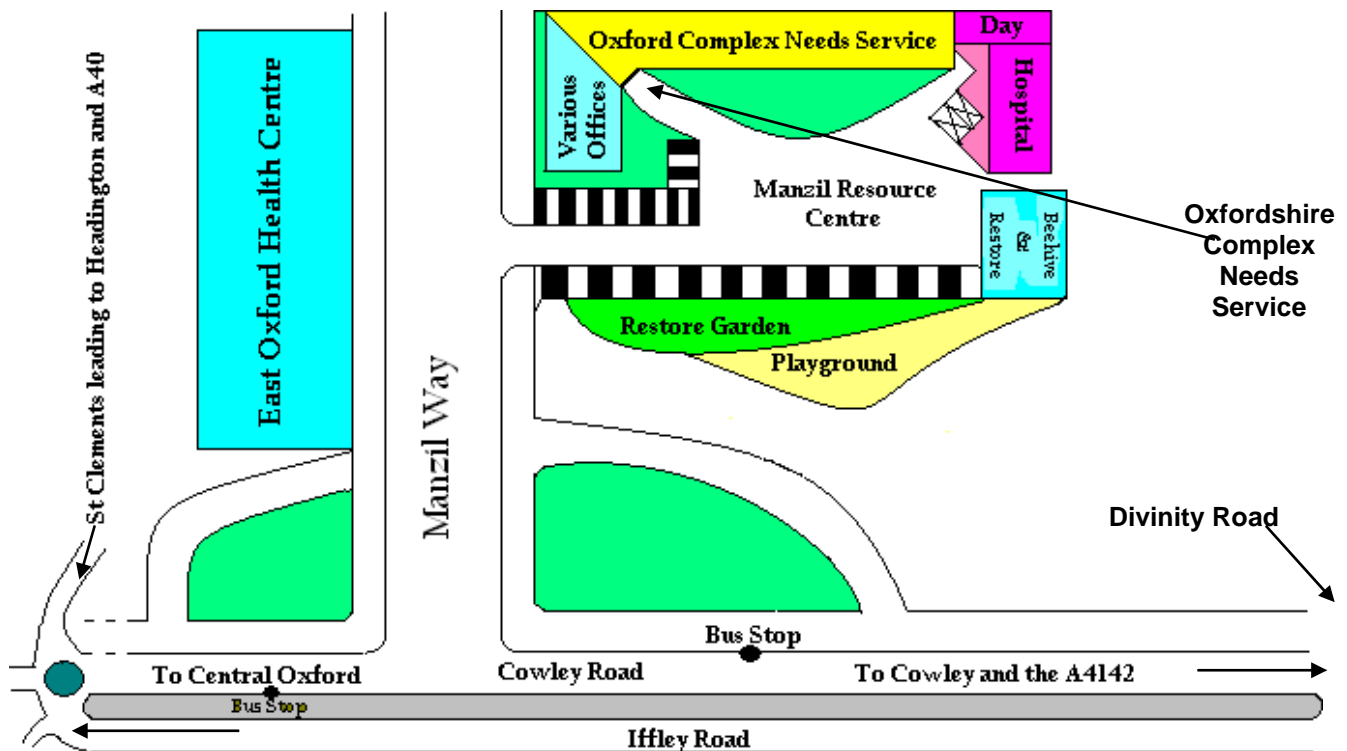 St Clements leading to Headington and A40
East Oxford Health Centre
Manzil Way
Oxford Complex Needs Service
Various
Offices
Day
Hospital
Manzil Resource
Centre
Beehive
&
Restore
Oxfordshire
Complex
Needs
Service
Restore Garden
Playground
Divinity Road
Bus Stop
To Central Oxford
Cowley Road
To Cowley and the A4142
Bus Stop
Iffley Road